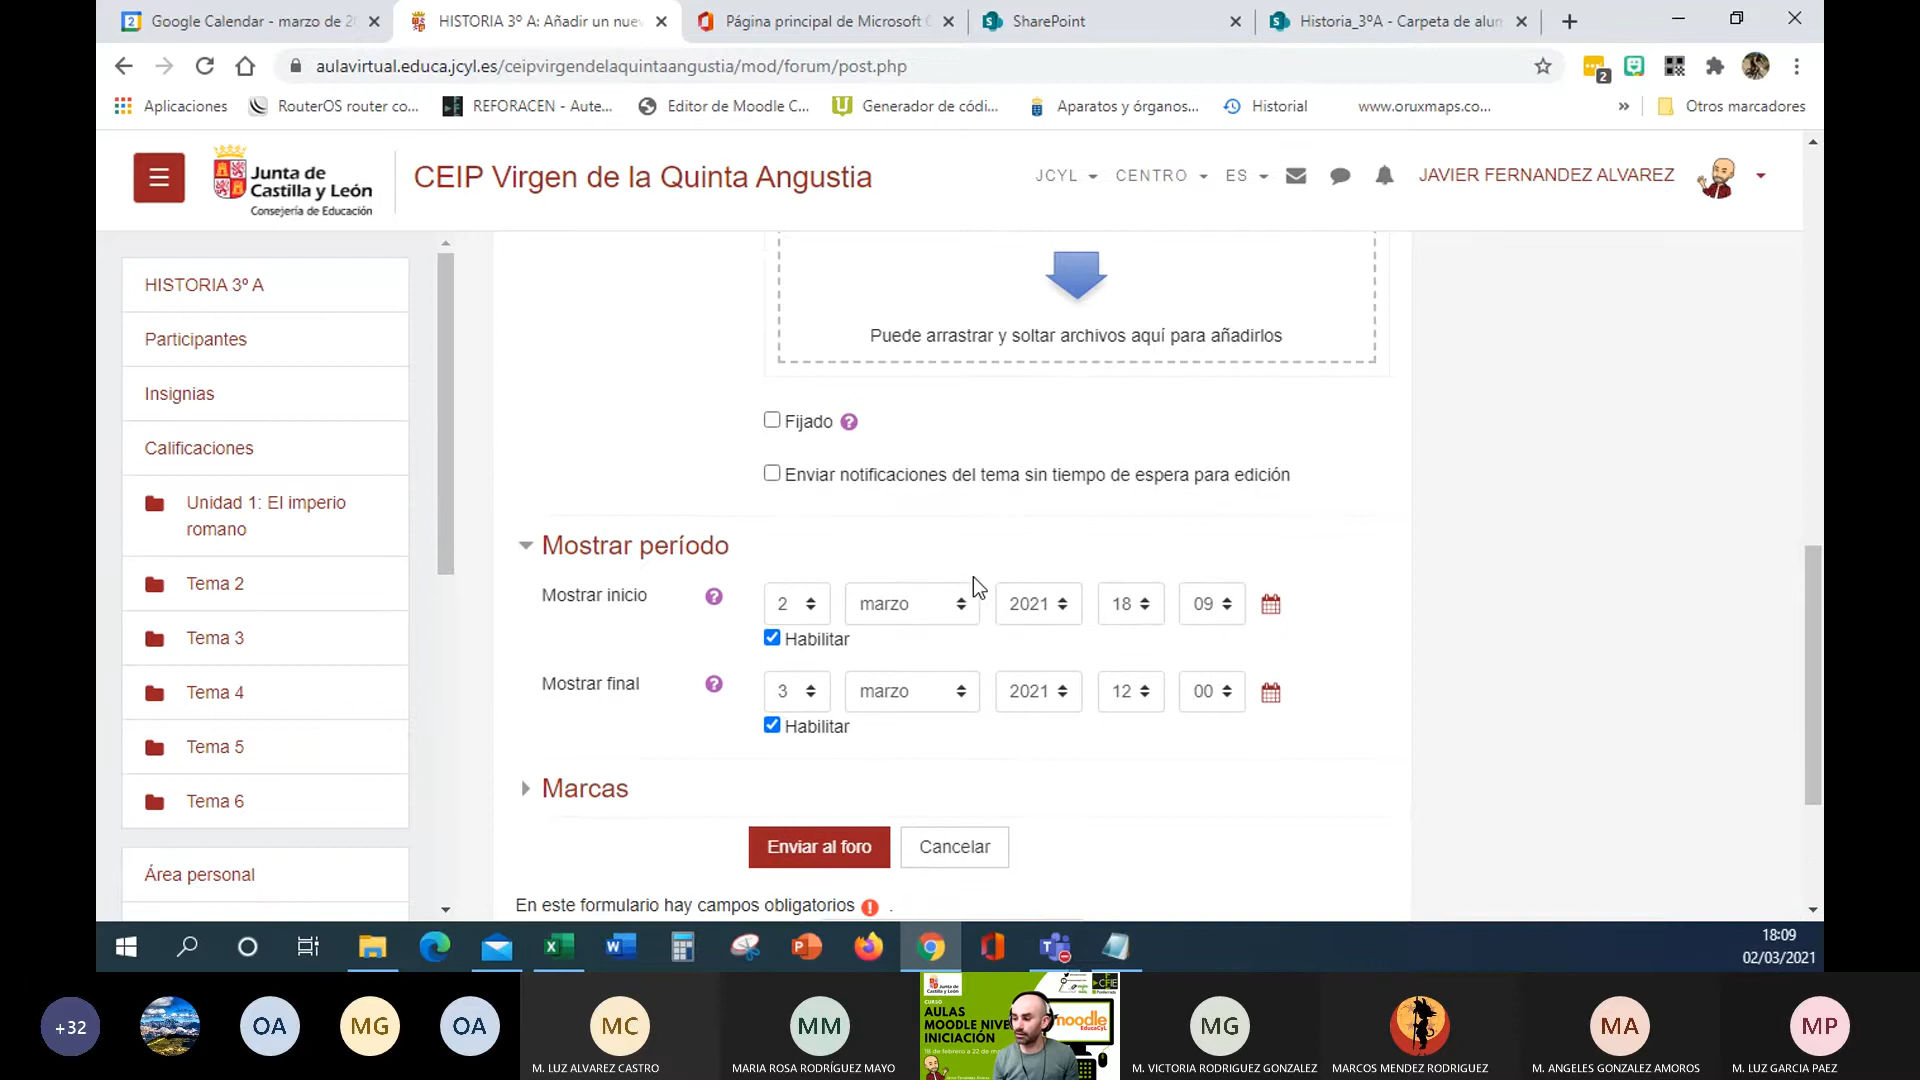 Google Calendar - marzo de 2
HISTORIA 3º A: Añadir un nue
Página principal de Microsoft
SharePoint
Historia_3ºA - Carpeta de alu
aulavirtual.educa.jcyl.es/ceipvirgendelaquintaangustia/mod/forum/post.php
2
Aplicaciones
RouterOS router co...
REFORACEN - Aute...
Editor de Moodle C...
Generador de códi...
Aparatos y órganos...
Historial
www.oruxmaps.co...
»
Otros marcadores
Junta de
Castilla y León
Consejería de Educación
CEIP Virgen de la Quinta Angustia
JCYL
CENTRO
ES
JAVIER FERNANDEZ ALVAREZ
HISTORIA 3º A
Participantes
Insignias
Calificaciones
Unidad 1: El imperio
romano
Tema 2
Tema 3
Tema 4
Tema 5
Tema 6
Área personal
Puede arrastrar y soltar archivos aquí para añadirlos
Fijado
Enviar notificaciones del tema sin tiempo de espera para edición
Mostrar período
Mostrar inicio
2 marzo 2021 18 09
Habilitar
Mostrar final
3 marzo 2021 12 00
Habilitar
Marcas
Enviar al foro
Cancelar
En este formulario hay campos obligatorios .
18:09
02/03/2021
+32
OA
MG
OA
MC
M. LUZ ALVAREZ CASTRO
MM
MARIA ROSA RODRÍGUEZ MAYO
Junta de
Castilla y León
CFIE
CURSO
AULAS
MOODLE NIVE
INICIACIÓN
moodle
MG
M. VICTORIA RODRIGUEZ GONZALEZ
MARCOS MENDEZ RODRIGUEZ
MA
M. ANGELES GONZALEZ AMOROS
MP
M. LUZ GARCIA PAEZ